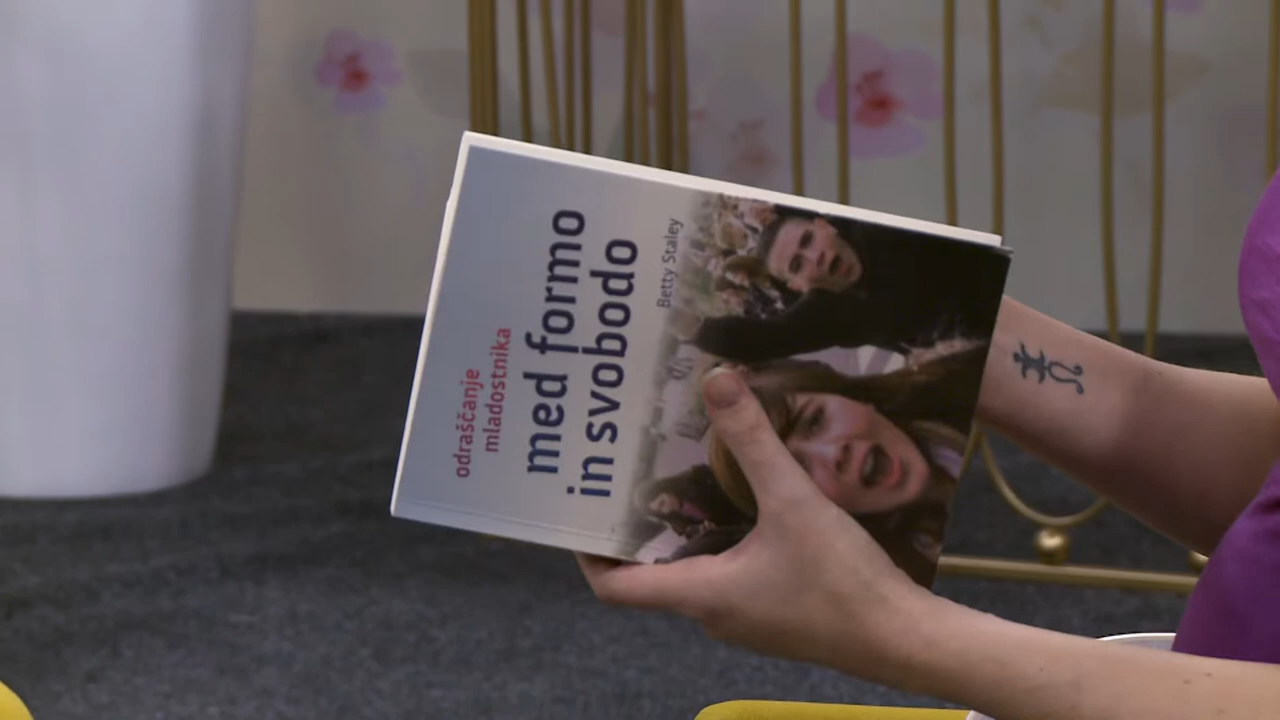 odraščanje
mladostnika
med formo
in svobodo
Betty Staley